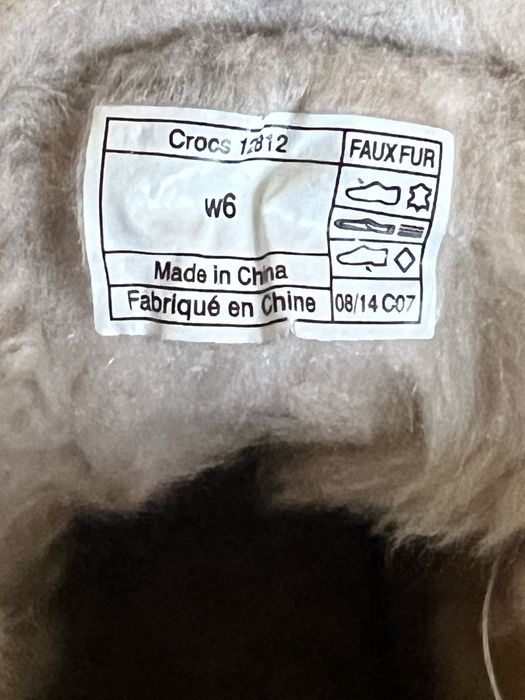 Crocs 12812
FAUX FUR
w6
Made in China
Fabriqué en Chine
08/14 C07